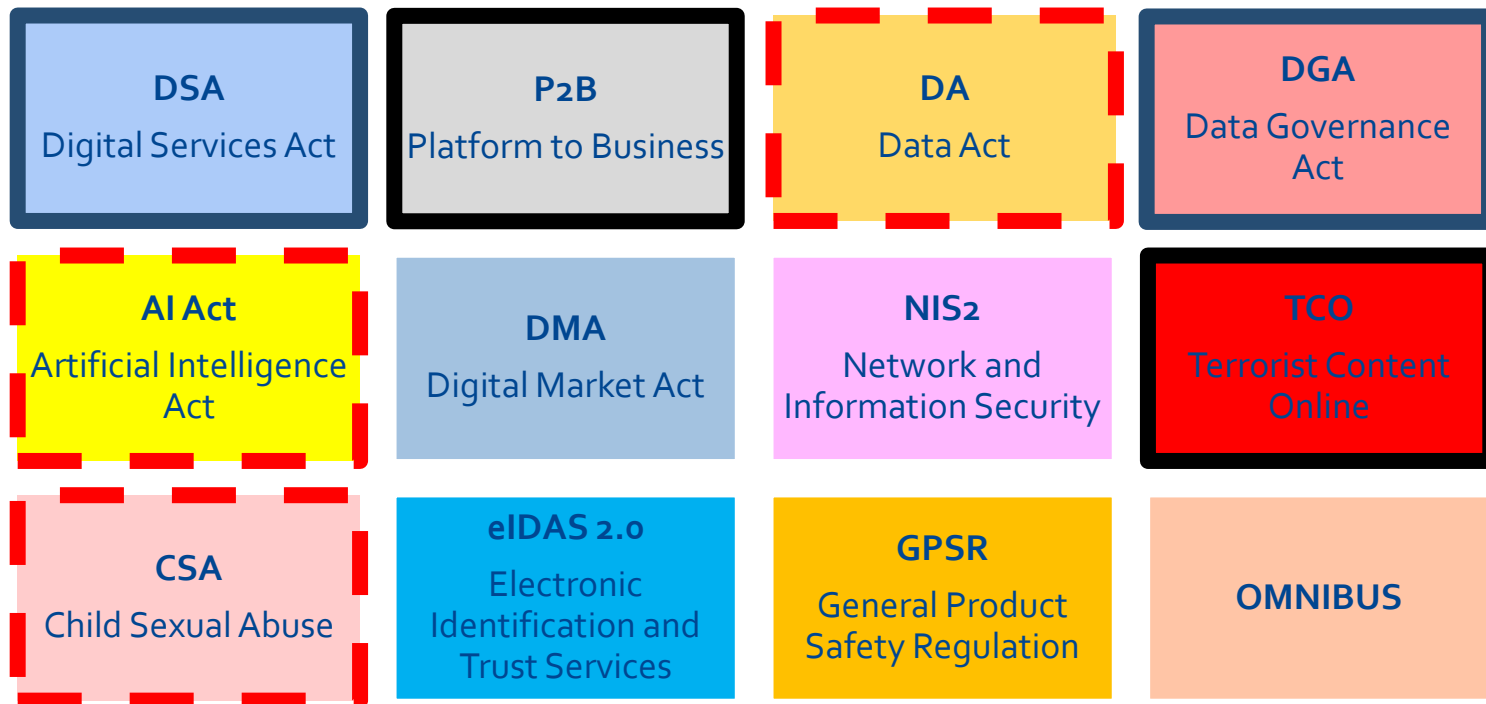 DSA
Digital Services Act
P2B
Platform to Business
DA
Data Act
DGA
Data Governance
Act
AI Act
Artificial Intelligence
Act
DMA
Digital Market Act
NIS2
Network and
Information Security
TCO
Terrorist Content
Online
CSA
Child Sexual Abuse
eIDAS 2.0
Electronic
Identification and
Trust Services
GPSR
General Product
Safety Regulation
OMNIBUS